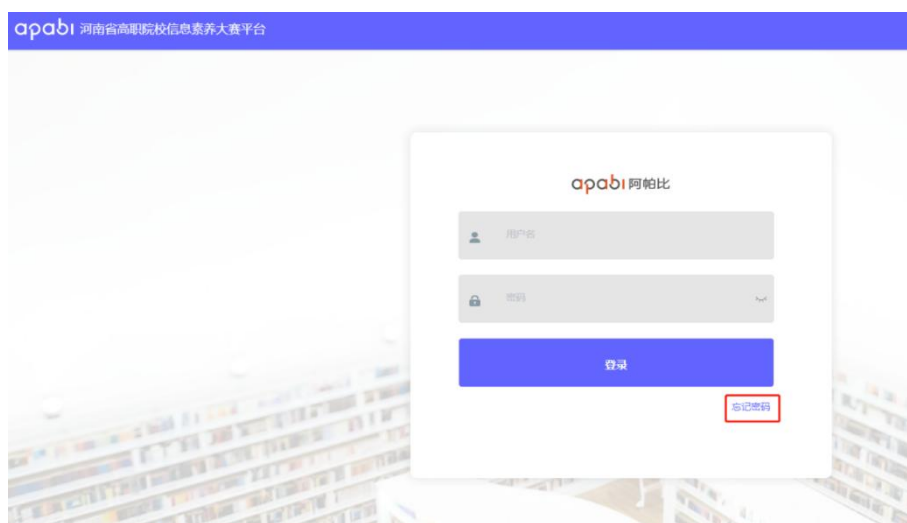 apabi 河南省高职院校信息素养大赛平台
apabi 阿帕比
用户名
密码
登录
忘记密码